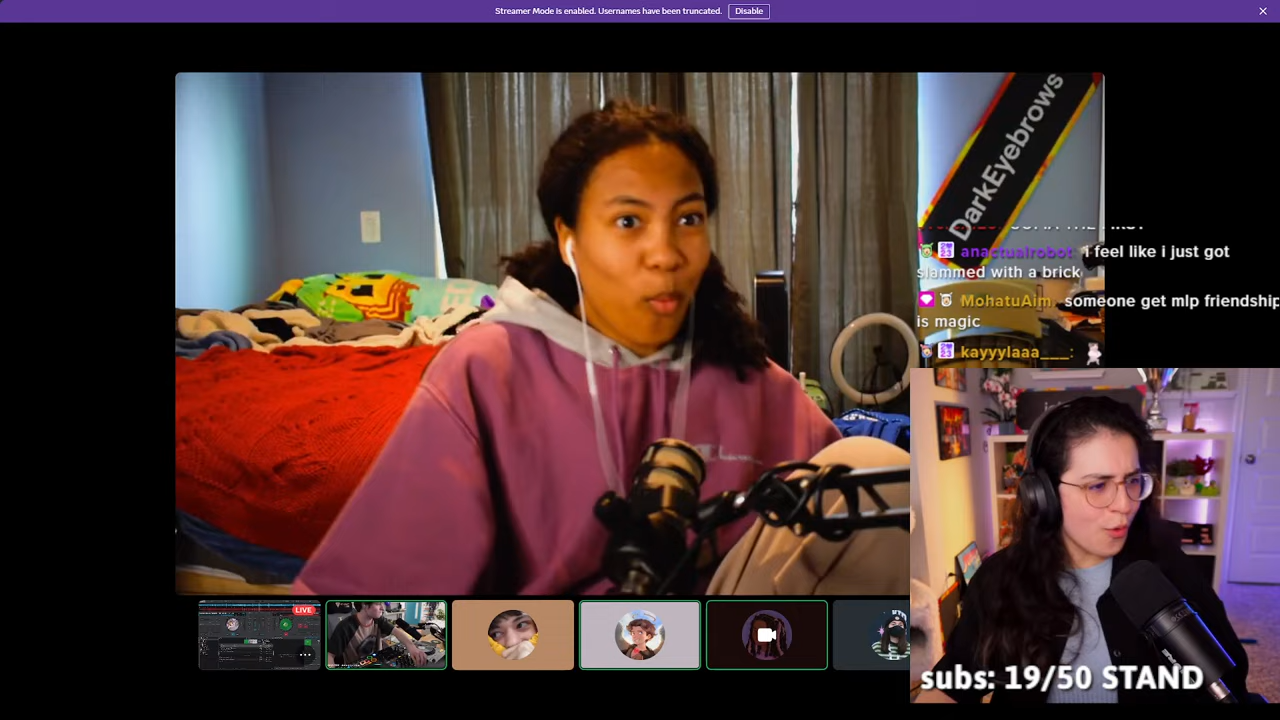 Streamer Mode is enabled. Usernames have been truncated. Disable
DarkEyebrows
anactualrobot: i feel like i just got
slammed with a brick
MohatuAim: someone get mlp friendship
is magic
kayyylaaa___:
LIVE
subs: 19/50 STAND